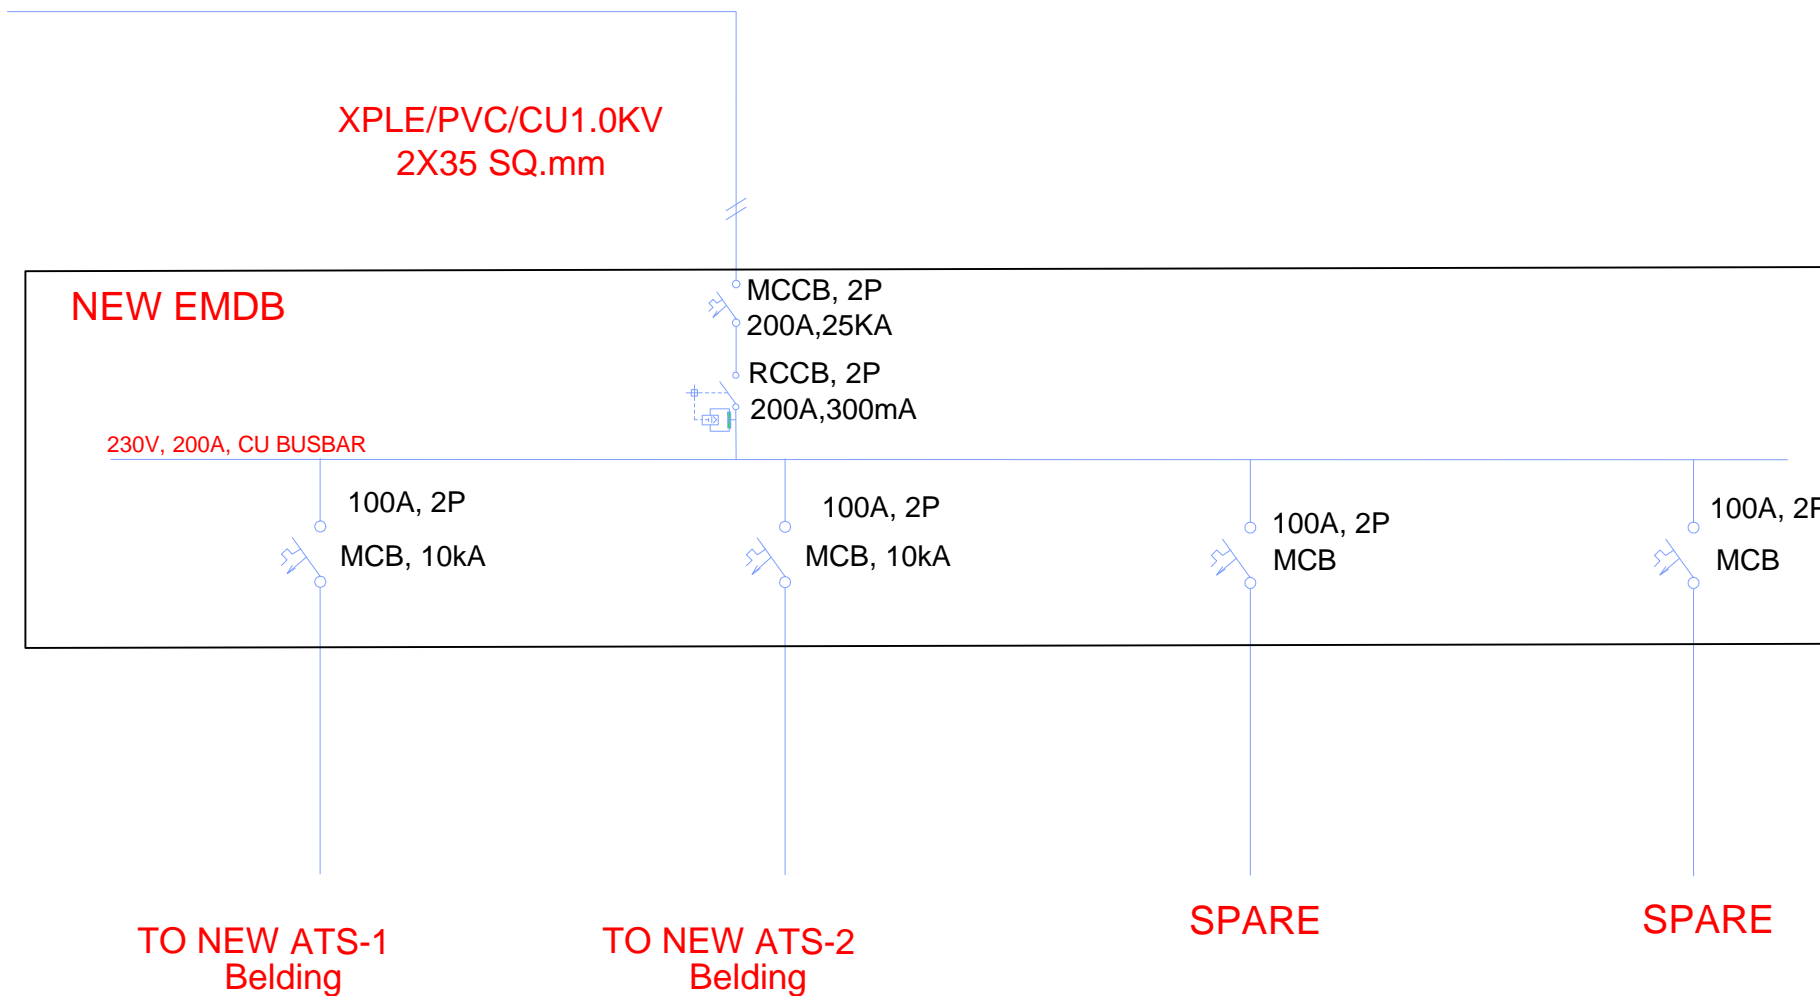 XPLE/PVC/CU1.0KV
2X35 SQ.mm
NEW EMDB
MCCB, 2P
200A,25KA
RCCB, 2P
200A,300mA
230V, 200A, CU BUSBAR
100A, 2P
MCB, 10kA
100A, 2P
MCB, 10kA
100A, 2P
MCB
100A, 2P
MCB
TO NEW ATS-1
Belding
TO NEW ATS-2
Belding
SPARE
SPARE